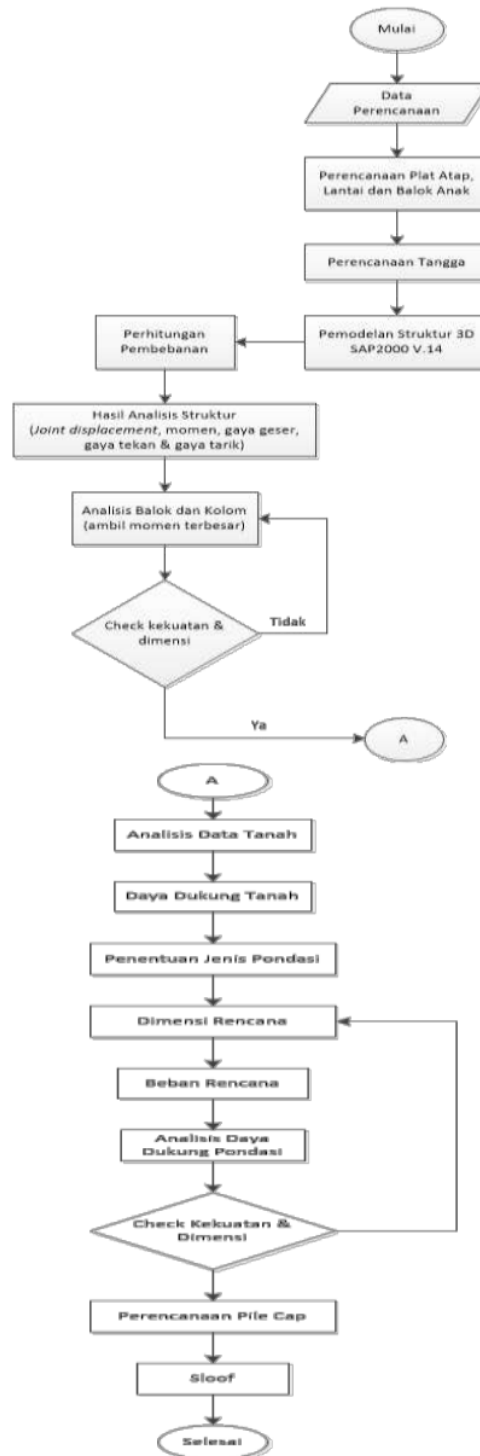 Mulai
Data
Perencanaan
Perencanaan Plat Atap,
Lantai dan Balok Anak
Perencanaan Tangga
Pemodelan Struktur 3D
SAP2000 V.14
Perhitungan
Pembebanan
Hasil Analisis Struktur
(Joint displacement, momen, gaya geser,
gaya tekan & gaya tarik)
Analisis Balok dan Kolom
(ambil momen terbesar)
Check kekuatan &
dimensi
Tidak
Ya
A
A
Analisis Data Tanah
Daya Dukung Tanah
Penentuan Jenis Pondasi
Dimensi Rencana
Beban Rencana
Analisis Daya
Dukung Pondasi
Check Kekuatan &
Dimensi
Perencanaan Pile Cap
Sloof
Selesai